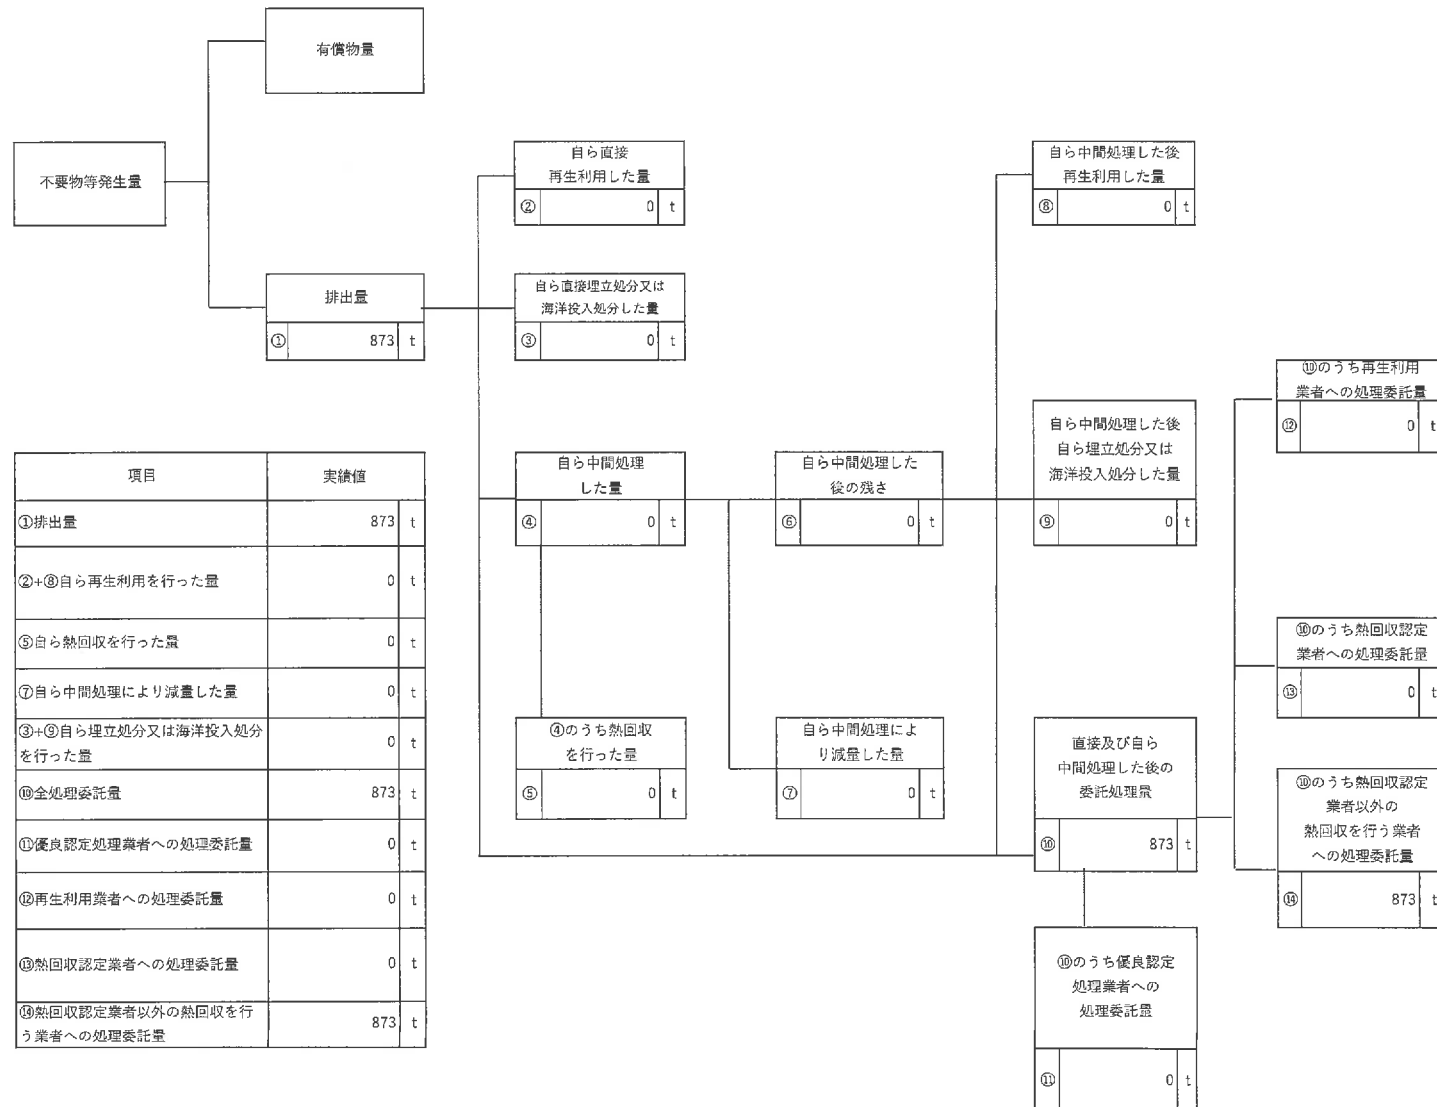 有償物量
不要物等発生量
自ら直接
再生利用した量
② 0 t
自ら中間処理した後
再生利用した量
⑧ 0 t
排出量
① 873 t
自ら直接埋立処分又は
海洋投入処分した量
③ 0 t
⑩のうち再生利用
業者への処理委託量
⑫ 0 t
自ら中間処理
した量
④ 0 t
自ら中間処理した
後の残さ
⑥ 0 t
自ら中間処理した後
自ら埋立処分又は
海洋投入処分した量
⑨ 0 t
⑩のうち熱回収認定
業者への処理委託量
⑬ 0 t
④のうち熱回収
を行った量
⑤ 0 t
自ら中間処理によ
り減量した量
⑦ 0 t
直接及び自ら
中間処理した後の
委託処理量
⑩ 873 t
⑩のうち熱回収認定
業者以外の
熱回収を行う業者
への処理委託量
⑭ 873 t
⑩のうち優良認定
処理業者への
処理委託量
⑪ 0 t
項目 実績値
①排出量 873 t
②+⑧自ら再生利用を行った量 0 t
⑤自ら熱回収を行った量 0 t
⑦自ら中間処理により減量した量 0 t
③+⑨自ら埋立処分又は海洋投入処分
を行った量 0 t
⑩全処理委託量 873 t
⑪優良認定処理業者への処理委託量 0 t
⑫再生利用業者への処理委託量 0 t
⑬熱回収認定業者への処理委託量 0 t
⑭熱回収認定業者以外の熱回収を行
う業者への処理委託量 873 t